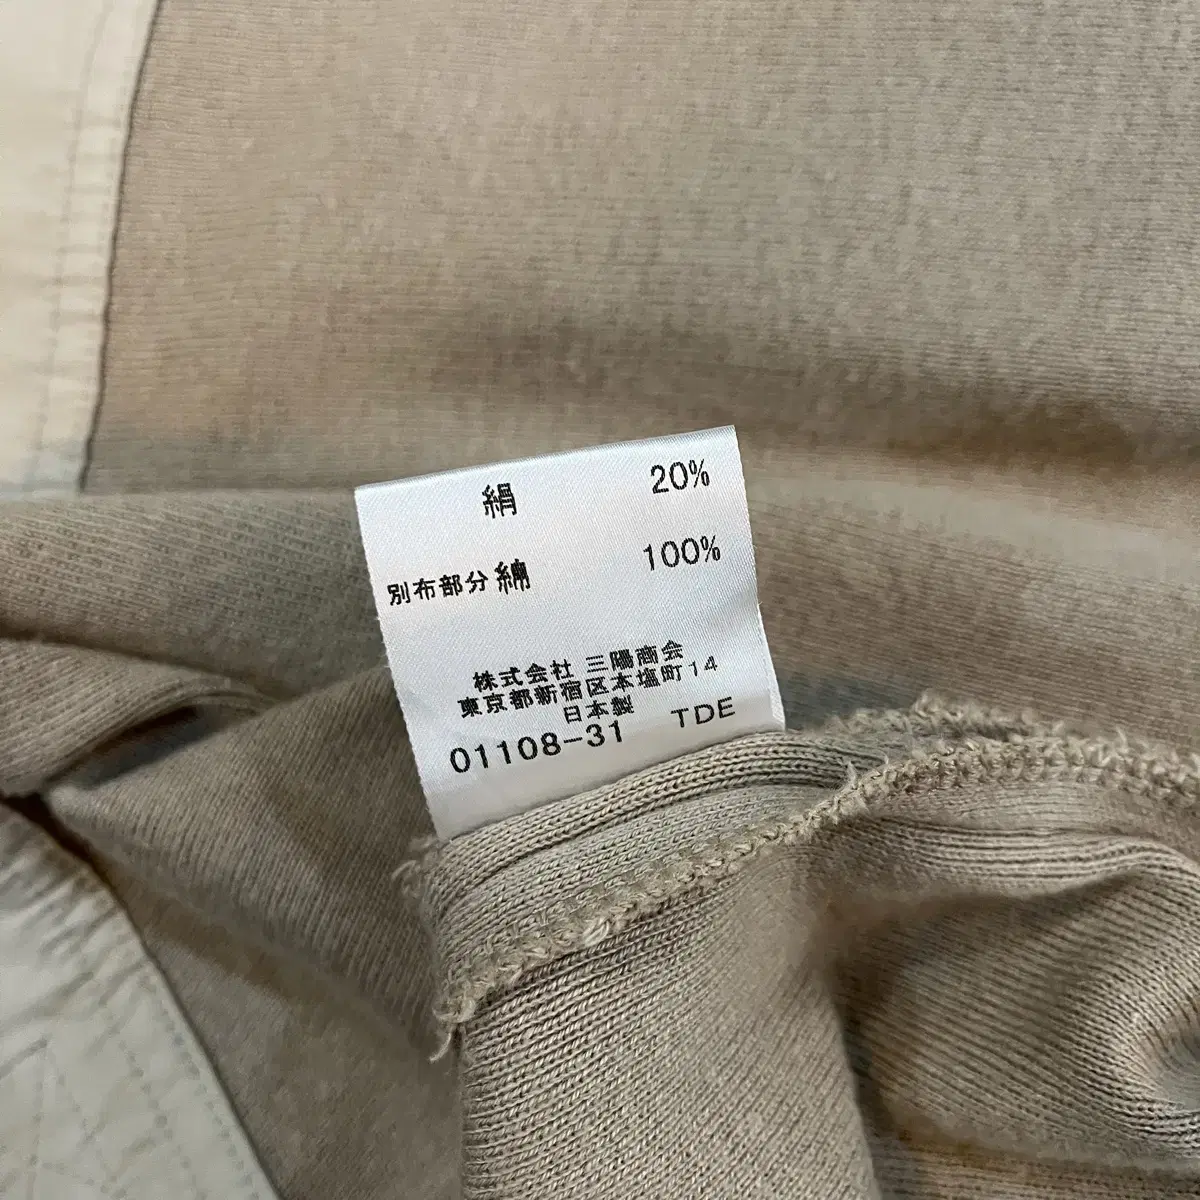 絹 20%
別布部分 綿 100%
株式会社 三陽商会
東京都新宿区本塩町14
日本製
01108-31 TDE